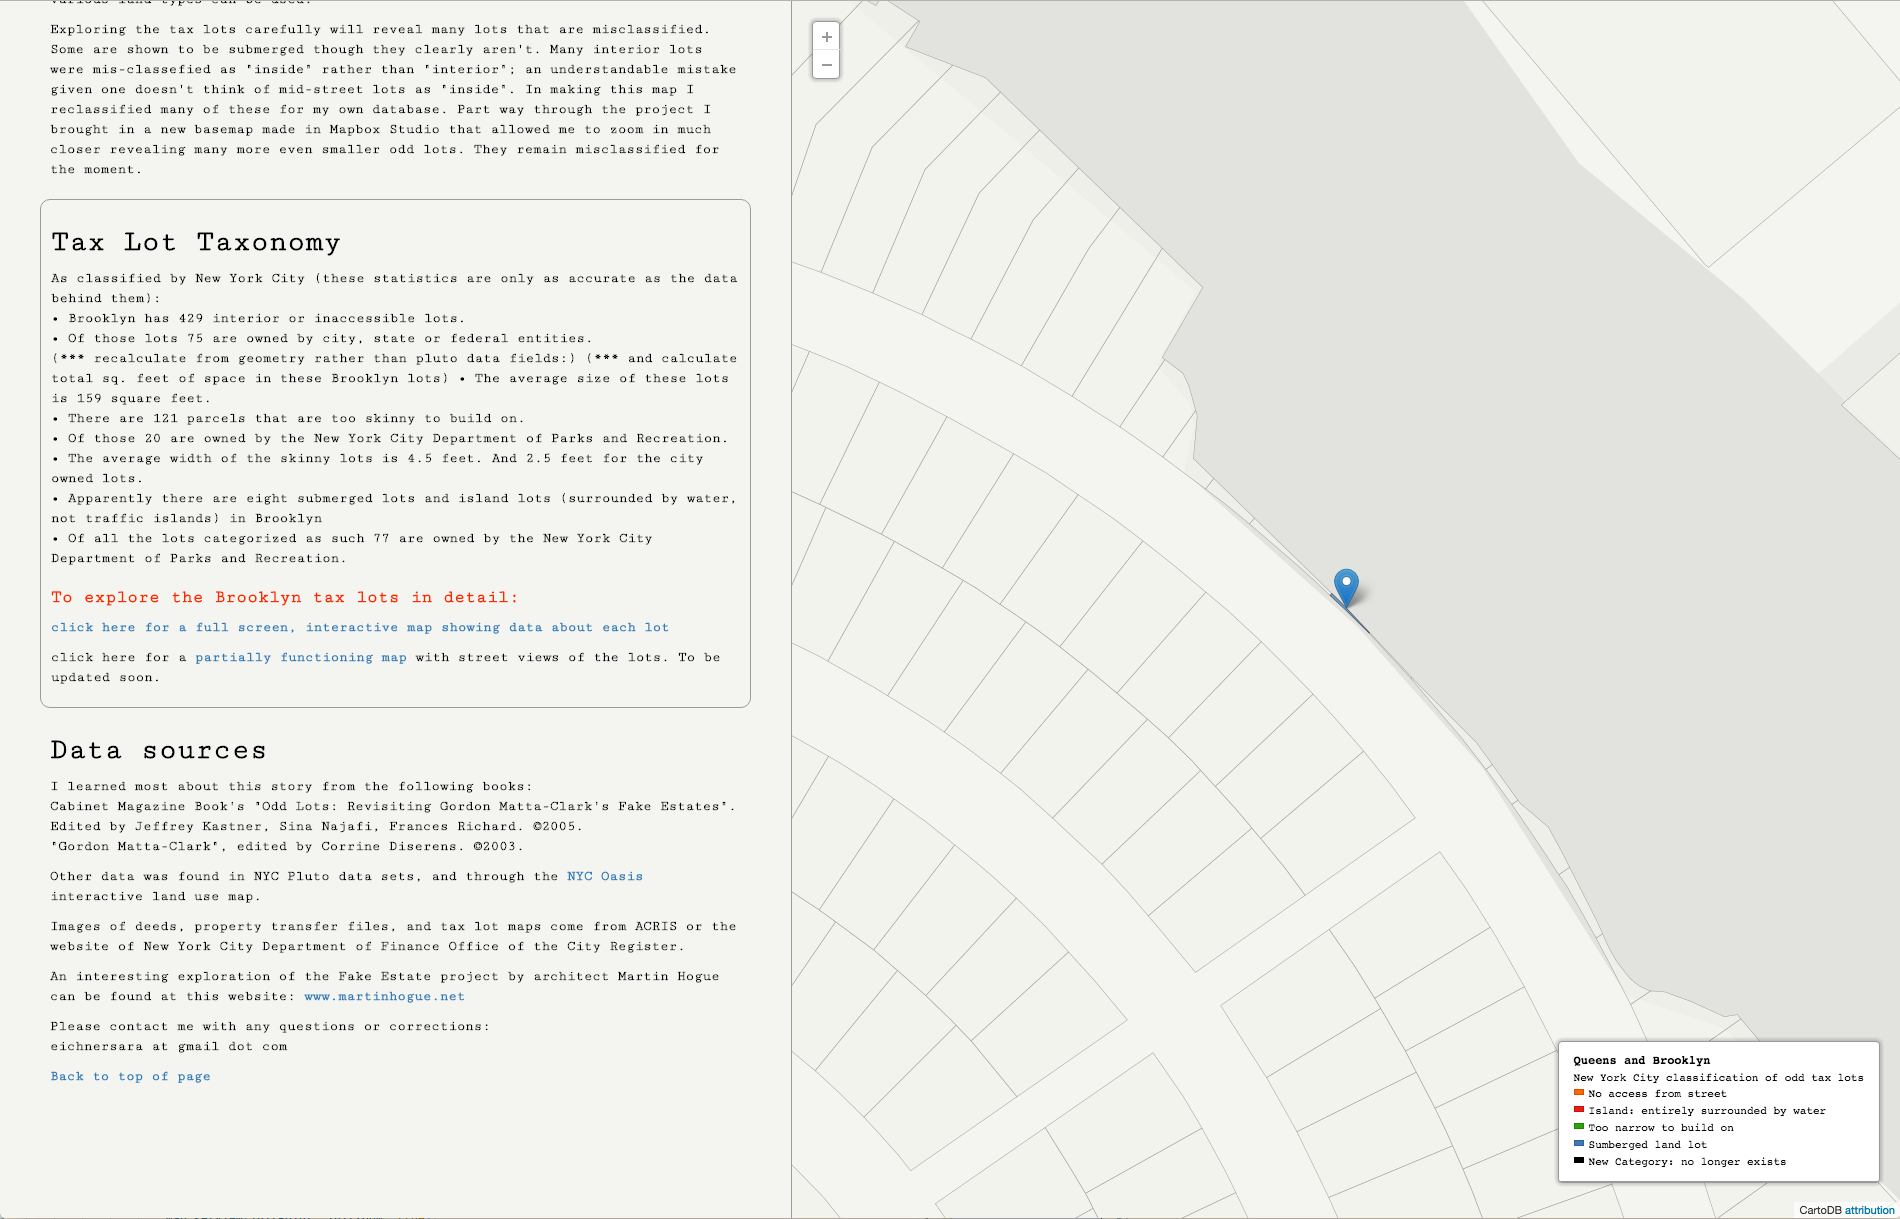 various land types can be used.
Exploring the tax lots carefully will reveal many lots that are misclassified.
Some are shown to be submerged though they clearly aren't. Many interior lots
were mis-classefied as "inside" rather than "interior"; an understandable mistake
given one doesn't think of mid-street lots as "inside". In making this map I
reclassified many of these for my own database. Part way through the project I
brought in a new basemap made in Mapbox Studio that allowed me to zoom in much
closer revealing many more even smaller odd lots. They remain misclassified for
the moment.
Tax Lot Taxonomy
As classified by New York City (these statistics are only as accurate as the data
behind them):
• Brooklyn has 429 interior or inaccessible lots.
• Of those lots 75 are owned by city, state or federal entities.
(*** recalculate from geometry rather than pluto data fields:) (*** and calculate
total sq. feet of space in these Brooklyn lots) • The average size of these lots
is 159 square feet.
• There are 121 parcels that are too skinny to build on.
• Of those 20 are owned by the New York City Department of Parks and Recreation.
• The average width of the skinny lots is 4.5 feet. And 2.5 feet for the city
owned lots.
• Apparently there are eight submerged lots and island lots (surrounded by water,
not traffic islands) in Brooklyn
• Of all the lots categorized as such 77 are owned by the New York City
Department of Parks and Recreation.
To explore the Brooklyn tax lots in detail:
click here for a full screen, interactive map showing data about each lot
click here for a partially functioning map with street views of the lots. To be
updated soon.
Data sources
I learned most about this story from the following books:
Cabinet Magazine Book's "Odd Lots: Revisiting Gordon Matta-Clark's Fake Estates".
Edited by Jeffrey Kastner, Sina Najafi, Frances Richard. ©2005.
"Gordon Matta-Clark", edited by Corrine Diserens. ©2003.
Other data was found in NYC Pluto data sets, and through the NYC Oasis
interactive land use map.
Images of deeds, property transfer files, and tax lot maps come from ACRIS or the
website of New York City Department of Finance Office of the City Register.
An interesting exploration of the Fake Estate project by architect Martin Hogue
can be found at this website: www.martinhogue.net
Please contact me with any questions or corrections:
eichnersara at gmail dot com
Back to top of page
+
−
Queens and Brooklyn
New York City classification of odd tax lots
No access from street
Island: entirely surrounded by water
Too narrow to build on
Sumberged land lot
New Category: no longer exists
CartoDB attribution